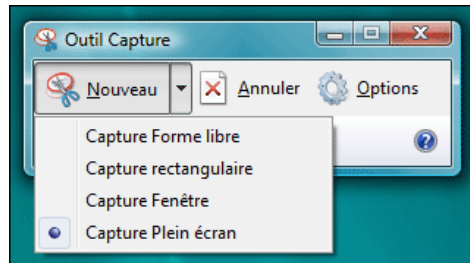 Outil Capture
Nouveau Annuler Options
Capture Forme libre
Capture rectangulaire
Capture Fenêtre
Capture Plein écran